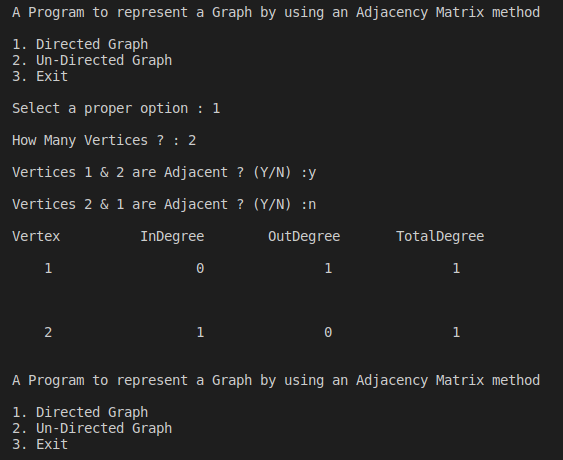 A Program to represent a Graph by using an Adjacency Matrix method
1. Directed Graph
2. Un-Directed Graph
3. Exit
Select a proper option : 1
How Many Vertices ? : 2
Vertices 1 & 2 are Adjacent ? (Y/N) :y
Vertices 2 & 1 are Adjacent ? (Y/N) :n
Vertex InDegree OutDegree TotalDegree
1 0 1 1
2 1 0 1
A Program to represent a Graph by using an Adjacency Matrix method
1. Directed Graph
2. Un-Directed Graph
3. Exit